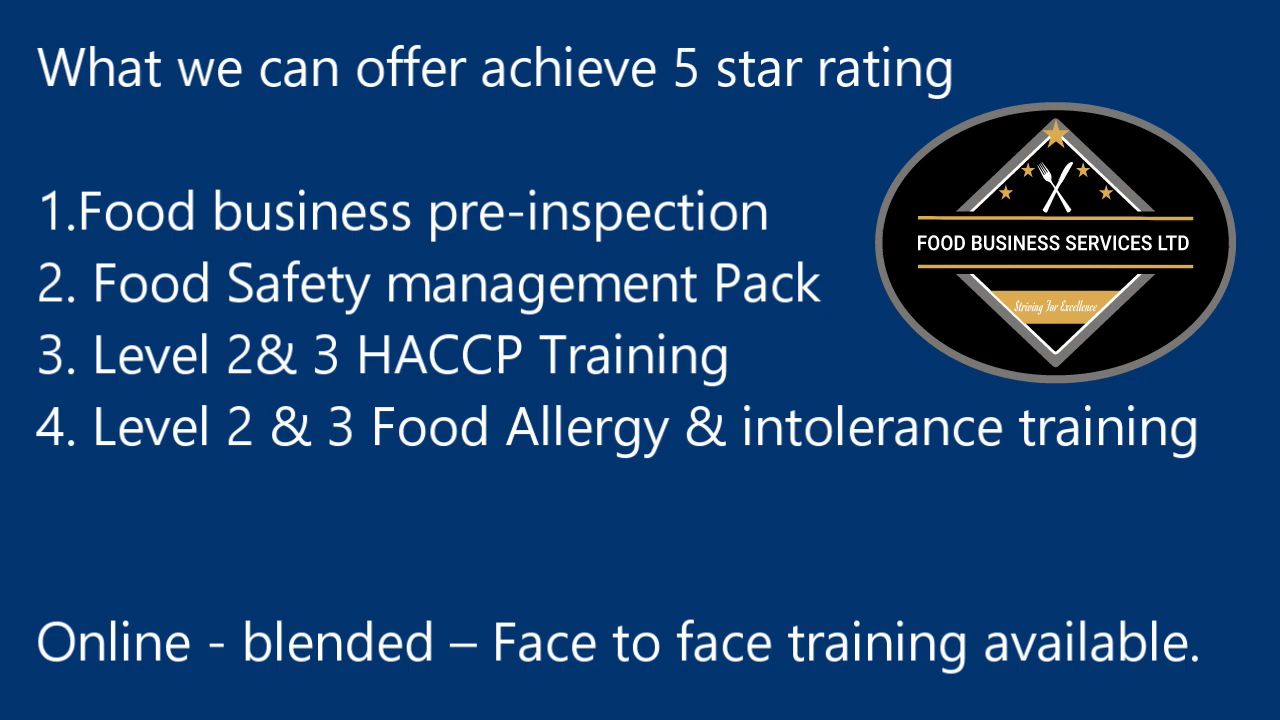 What we can offer achieve 5 star rating
1.Food business pre-inspection
2. Food Safety management Pack
3. Level 2& 3 HACCP Training
4. Level 2 & 3 Food Allergy & intolerance training
FOOD BUSINESS SERVICES LTD
Striving For Excellence
Online - blended – Face to face training available.